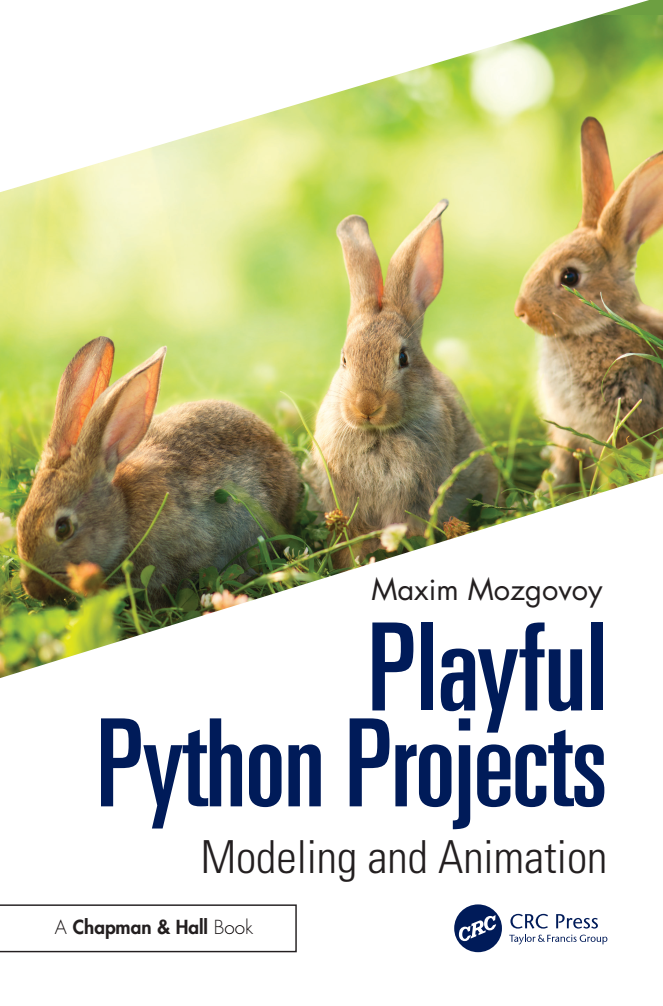 Maxim Mozgovoy
Playful
Python Projects
Modeling and Animation
A Chapman & Hall Book
CRC
CRC Press
Taylor & Francis Group